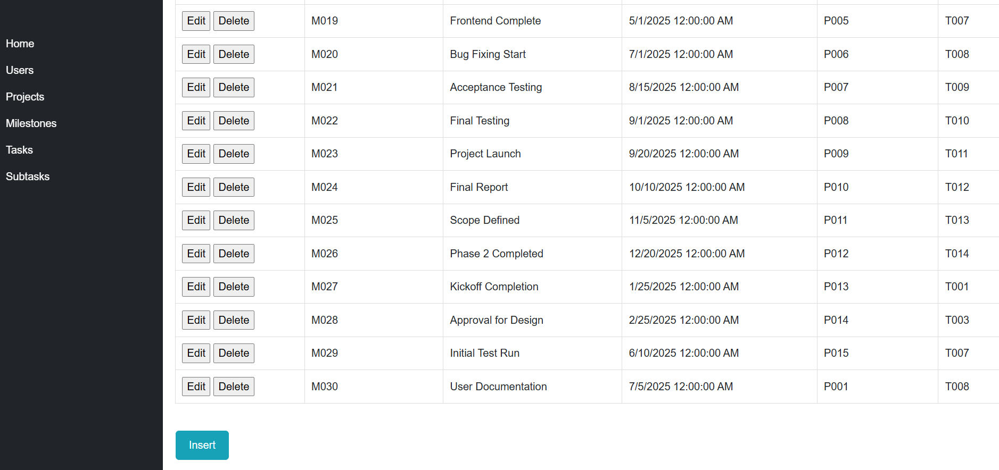 Home
Users
Projects
Milestones
Tasks
Subtasks
Edit Delete M019 Frontend Complete 5/1/2025 12:00:00 AM P005 T007
Edit Delete M020 Bug Fixing Start 7/1/2025 12:00:00 AM P006 T008
Edit Delete M021 Acceptance Testing 8/15/2025 12:00:00 AM P007 T009
Edit Delete M022 Final Testing 9/1/2025 12:00:00 AM P008 T010
Edit Delete M023 Project Launch 9/20/2025 12:00:00 AM P009 T011
Edit Delete M024 Final Report 10/10/2025 12:00:00 AM P010 T012
Edit Delete M025 Scope Defined 11/5/2025 12:00:00 AM P011 T013
Edit Delete M026 Phase 2 Completed 12/20/2025 12:00:00 AM P012 T014
Edit Delete M027 Kickoff Completion 1/25/2025 12:00:00 AM P013 T001
Edit Delete M028 Approval for Design 2/25/2025 12:00:00 AM P014 T003
Edit Delete M029 Initial Test Run 6/10/2025 12:00:00 AM P015 T007
Edit Delete M030 User Documentation 7/5/2025 12:00:00 AM P001 T008
Insert